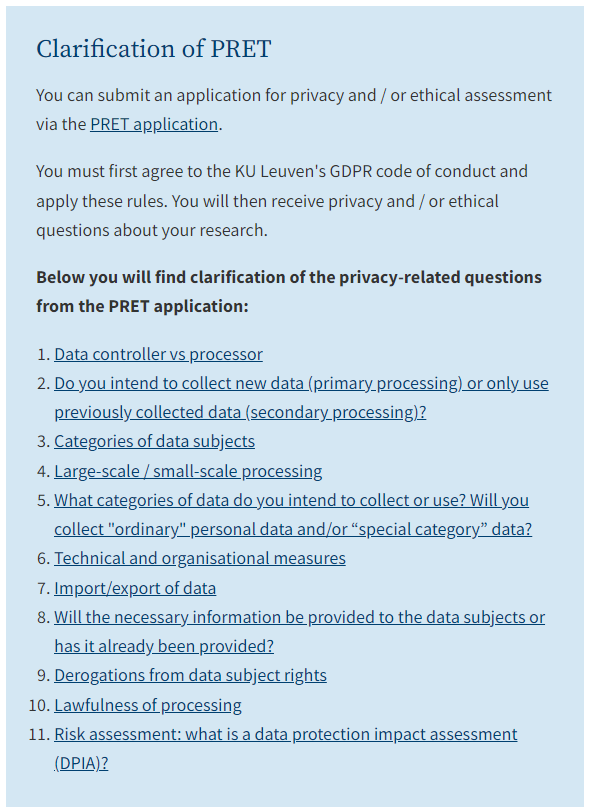 Clarification of PRET
You can submit an application for privacy and / or ethical assessment
via the PRET application.
You must first agree to the KU Leuven's GDPR code of conduct and
apply these rules. You will then receive privacy and / or ethical
questions about your research.
Below you will find clarification of the privacy-related questions
from the PRET application:
1. Data controller vs processor
2. Do you intend to collect new data (primary processing) or only use
previously collected data (secondary processing)?
3. Categories of data subjects
4. Large-scale / small-scale processing
5. What categories of data do you intend to collect or use? Will you
collect "ordinary" personal data and/or “special category” data?
6. Technical and organisational measures
7. Import/export of data
8. Will the necessary information be provided to the data subjects or
has it already been provided?
9. Derogations from data subject rights
10. Lawfulness of processing
11. Risk assessment: what is a data protection impact assessment
(DPIA)?